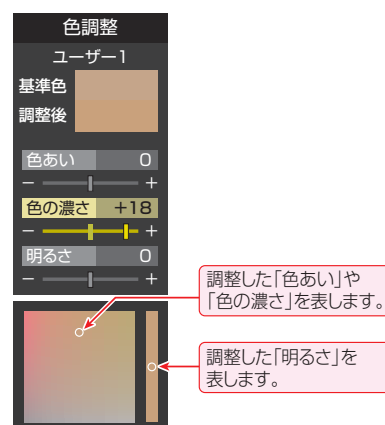 色調整
ユーザー1
基準色
調整後
色あい 0
− +
色の濃さ +18
− +
明るさ 0
− +
調整した「色あい」や
「色の濃さ」を表します。
調整した「明るさ」を
表します。